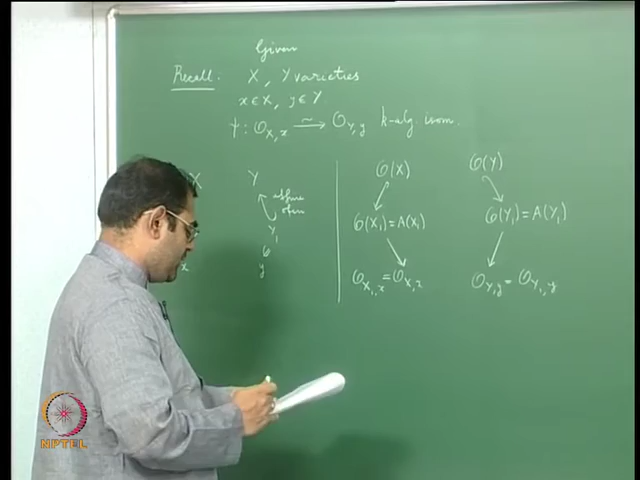 Given
Recall: X, Y varieties
x∈X, y∈Y
Ψ: O_{X,x} ⥲ O_{Y,y} k-alg. isom.
X Y O(X) O(Y)
affine
open
Y₁ O(X₁)=A(X₁) O(Y₁)=A(Y₁)
x y O_{X₁,x}=O_{X,x} O_{Y,y}=O_{Y₁,y}
NPTEL